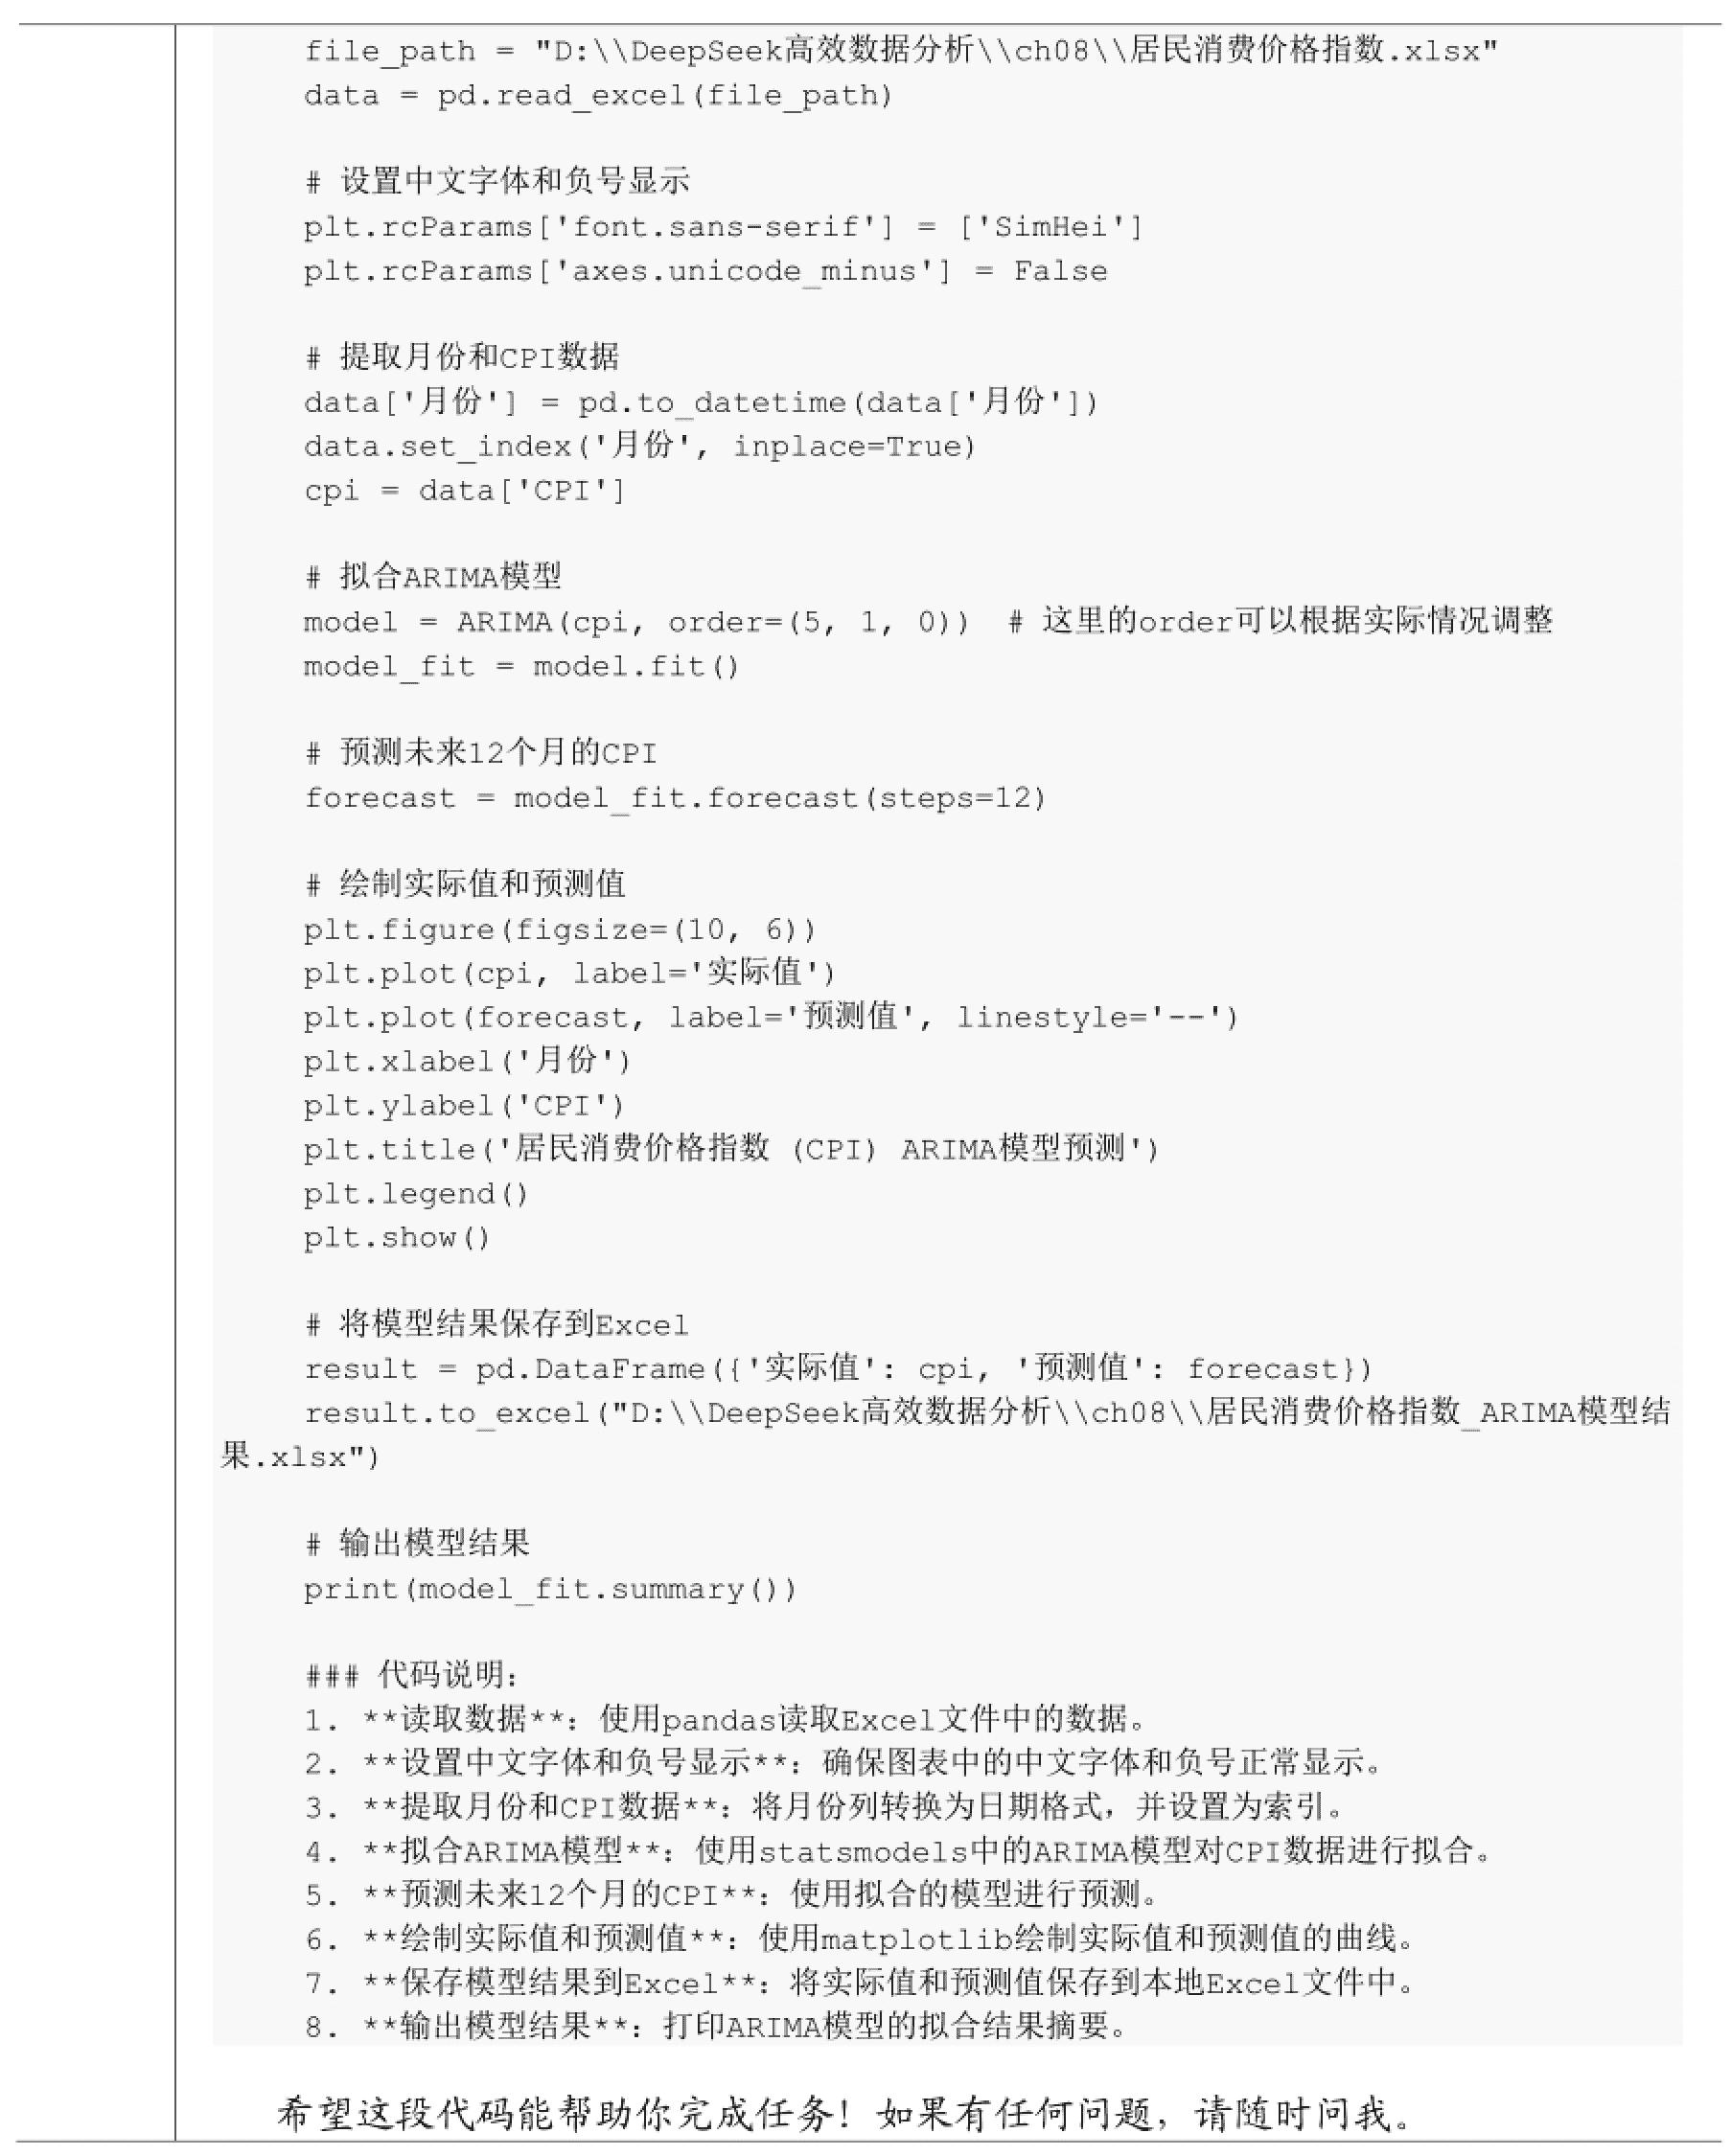 file_path = "D:\\DeepSeek高效数据分析\\ch08\\居民消费价格指数.xlsx"
data = pd.read_excel(file_path)
# 设置中文字体和负号显示
plt.rcParams['font.sans-serif'] = ['SimHei']
plt.rcParams['axes.unicode_minus'] = False
# 提取月份和CPI数据
data['月份'] = pd.to_datetime(data['月份'])
data.set_index('月份', inplace=True)
cpi = data['CPI']
# 拟合ARIMA模型
model = ARIMA(cpi, order=(5, 1, 0))  # 这里的order可以根据实际情况调整
model_fit = model.fit()
# 预测未来12个月的CPI
forecast = model_fit.forecast(steps=12)
# 绘制实际值和预测值
plt.figure(figsize=(10, 6))
plt.plot(cpi, label='实际值')
plt.plot(forecast, label='预测值', linestyle='--')
plt.xlabel('月份')
plt.ylabel('CPI')
plt.title('居民消费价格指数 (CPI) ARIMA模型预测')
plt.legend()
plt.show()
# 将模型结果保存到Excel
result = pd.DataFrame({'实际值': cpi, '预测值': forecast})
result.to_excel("D:\\DeepSeek高效数据分析\\ch08\\居民消费价格指数_ARIMA模型结
果.xlsx")
# 输出模型结果
print(model_fit.summary())
### 代码说明：
1. **读取数据**：使用pandas读取Excel文件中的数据。
2. **设置中文字体和负号显示**：确保图表中的中文字体和负号正常显示。
3. **提取月份和CPI数据**：将月份列转换为日期格式，并设置为索引。
4. **拟合ARIMA模型**：使用statsmodels中的ARIMA模型对CPI数据进行拟合。
5. **预测未来12个月的CPI**：使用拟合的模型进行预测。
6. **绘制实际值和预测值**：使用matplotlib绘制实际值和预测值的曲线。
7. **保存模型结果到Excel**：将实际值和预测值保存到本地Excel文件中。
8. **输出模型结果**：打印ARIMA模型的拟合结果摘要。
希望这段代码能帮助你完成任务！如果有任何问题，请随时问我。